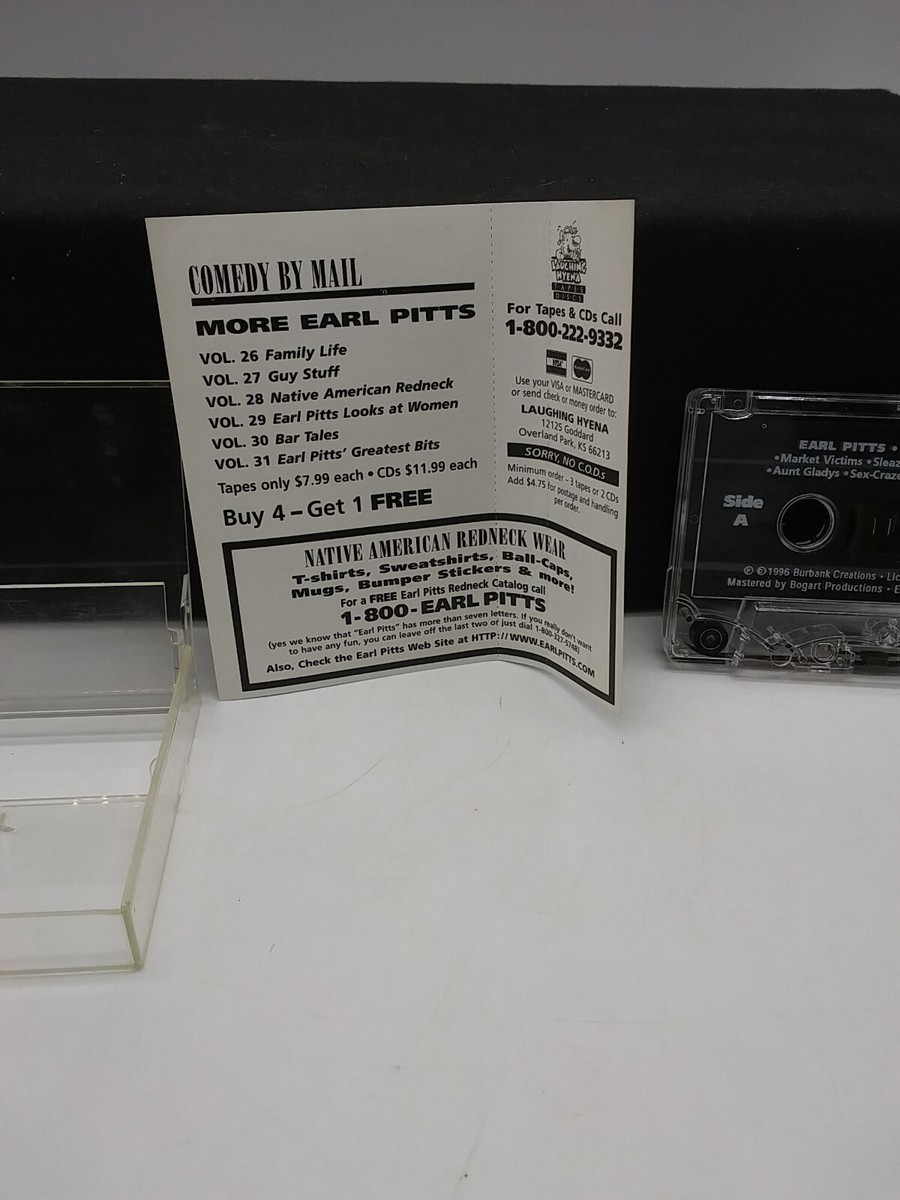 COMEDY BY MAIL
MORE EARL PITTS
VOL. 26 Family Life
VOL. 27 Guy Stuff
VOL. 28 Native American Redneck
VOL. 29 Earl Pitts Looks at Women
VOL. 30 Bar Tales
VOL. 31 Earl Pitts' Greatest Bits
Tapes only $7.99 each • CDs $11.99 each
Buy 4 – Get 1 FREE
LAUGHING
HYENA
TAPES
DISCS
For Tapes & CDs Call
1-800-222-9332
VISA
MasterCard
Use your VISA or MASTERCARD
or send check or money order to:
LAUGHING HYENA
12125 Goddard
Overland Park, KS 66213
SORRY, NO C.O.D.s
Minimum order - 3 tapes or 2 CDs
Add $4.75 for postage and handling
per order.
NATIVE AMERICAN REDNECK WEAR
T-shirts, Sweatshirts, Ball-Caps,
Mugs, Bumper Stickers & more!
For a FREE Earl Pitts Redneck Catalog call
1-800-EARL PITTS
(yes we know that "Earl Pitts" has more than seven letters. If you really don't want
to have any fun, you can leave off the last two of just dial 1-800-327-5748)
Also, Check the Earl Pitts Web Site at HTTP://WWW.EARLPITTS.COM
EARL PITTS •
•Market Victims •Sleaz
•Aunt Gladys •Sex-Craze
Side
A
℗ ©1996 Burbank Creations • Lic
Mastered by Bogart Productions • E